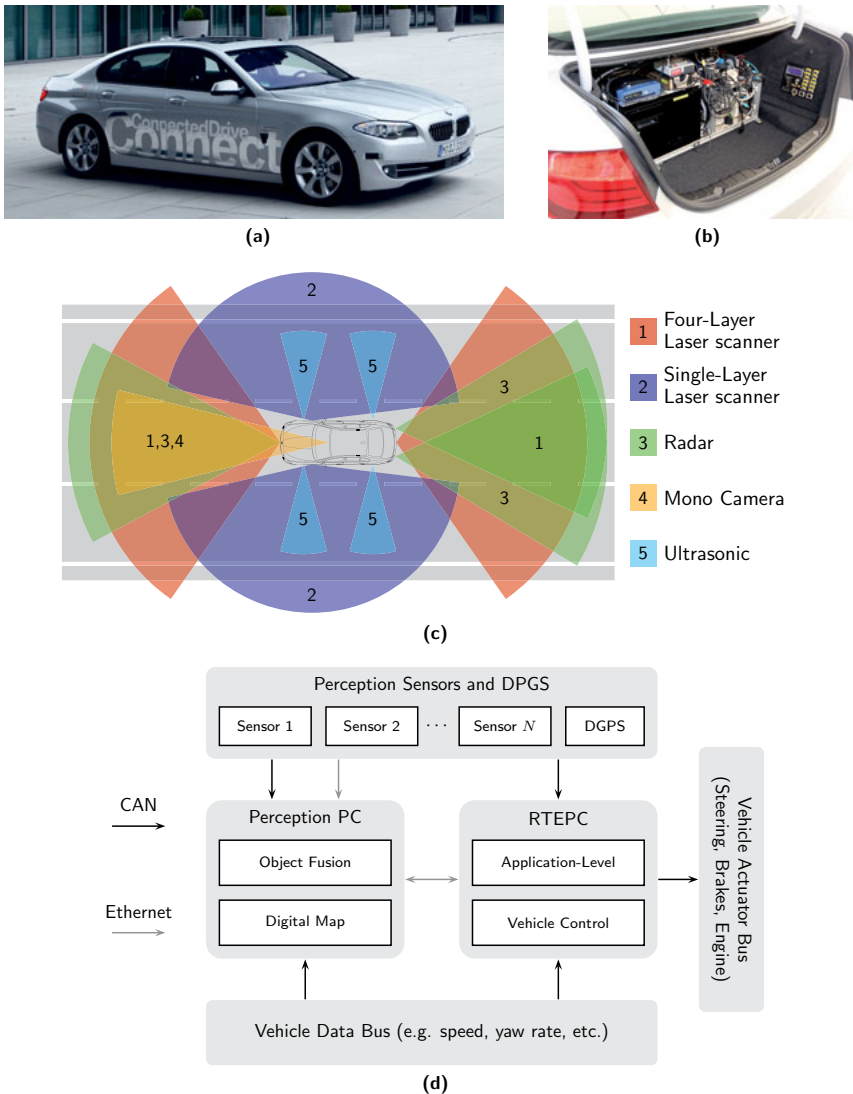 ConnectedDrive
Connect
(a)
(b)
2
5
5
3
1,3,4
1
3
5
5
2
1 Four-Layer
Laser scanner
2 Single-Layer
Laser scanner
3 Radar
4 Mono Camera
5 Ultrasonic
(c)
Perception Sensors and DPGS
Sensor 1
Sensor 2
···
Sensor N
DGPS
CAN
Ethernet
Perception PC
Object Fusion
Digital Map
RTEPC
Application-Level
Vehicle Control
Vehicle Actuator Bus
(Steering, Brakes, Engine)
Vehicle Data Bus (e.g. speed, yaw rate, etc.)
(d)